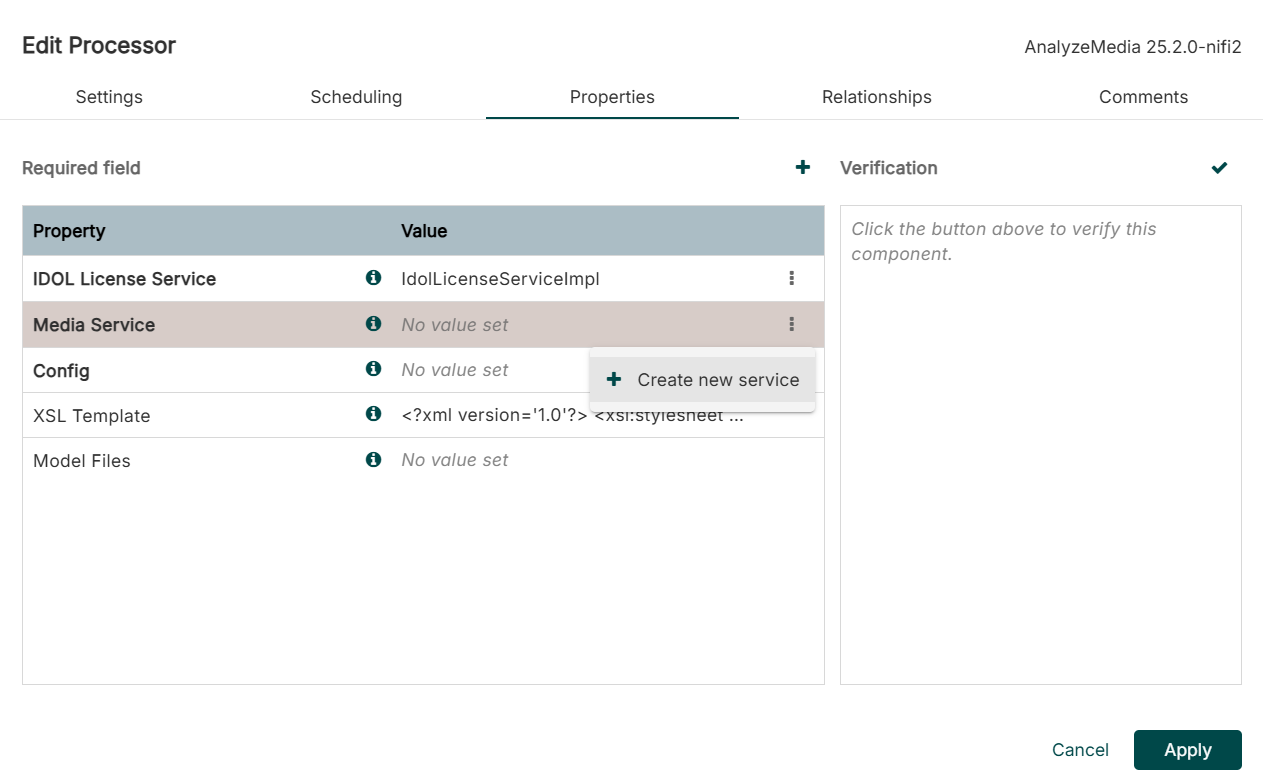 Edit Processor
AnalyzeMedia 25.2.0-nifi2
Settings
Scheduling
Properties
Relationships
Comments
Required field
Verification
Property
Value
IDOL License Service
IdolLicenseServiceImpl
Media Service
No value set
Config
No value set
Create new service
XSL Template
<?xml version='1.0'?> <xsl:stylesheet ...
Model Files
No value set
Click the button above to verify this
component.
Cancel
Apply